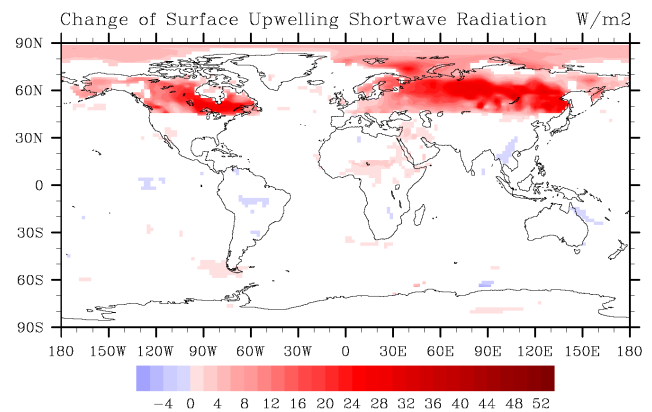 Change of Surface Upwelling Shortwave Radiation W/m2
90N
60N
30N
0
30S
60S
90S
180 150W 120W 90W 60W 30W 0 30E 60E 90E 120E 150E 180
−4 0 4 8 12 16 20 24 28 32 36 40 44 48 52